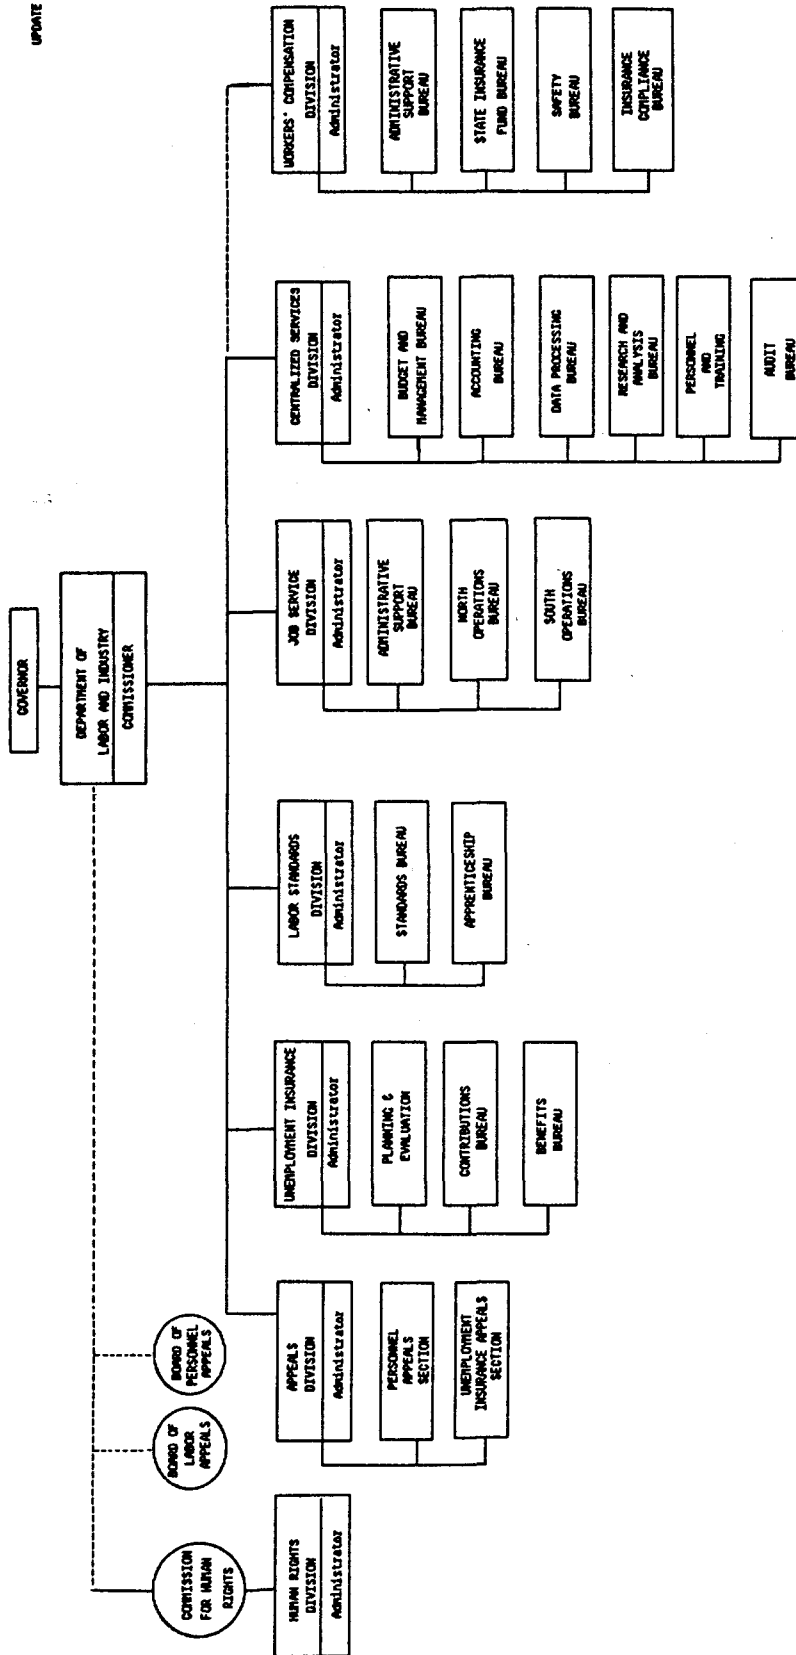 UPDATE
GOVERNOR
DEPARTMENT OF
LABOR AND INDUSTRY
COMMISSIONER
COMMISSION
FOR HUMAN
RIGHTS
BOARD OF
LABOR
APPEALS
BOARD OF
PERSONNEL
APPEALS
HUMAN RIGHTS
DIVISION
Administrator
APPEALS
DIVISION
Administrator
PERSONNEL
APPEALS
SECTION
UNEMPLOYMENT
INSURANCE APPEALS
SECTION
UNEMPLOYMENT INSURANCE
DIVISION
Administrator
PLANNING &
EVALUATION
CONTRIBUTIONS
BUREAU
BENEFITS
BUREAU
LABOR STANDARDS
DIVISION
Administrator
STANDARDS BUREAU
APPRENTICESHIP
BUREAU
JOB SERVICE
DIVISION
Administrator
ADMINISTRATIVE
SUPPORT
BUREAU
NORTH
OPERATIONS
BUREAU
SOUTH
OPERATIONS
BUREAU
CENTRALIZED SERVICES
DIVISION
Administrator
BUDGET AND
MANAGEMENT BUREAU
ACCOUNTING
BUREAU
DATA PROCESSING
BUREAU
RESEARCH AND
ANALYSIS
BUREAU
PERSONNEL
AND
TRAINING
AUDIT
BUREAU
WORKERS' COMPENSATION
DIVISION
Administrator
ADMINISTRATIVE
SUPPORT
BUREAU
STATE INSURANCE
FUND BUREAU
SAFETY
BUREAU
INSURANCE
COMPLIANCE
BUREAU